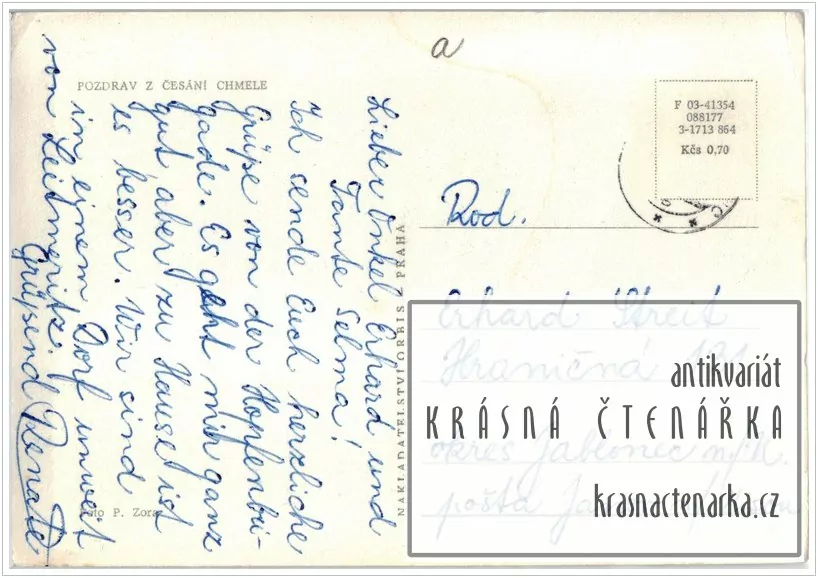 a
POZDRAV Z ČESÁNÍ CHMELE
Lieber Onkel Erhard und
Tante Selma!
Ich sende Euch herzliche
Grüße von der Hopfenbri-
gade. Es geht mir ganz
gut, aber zu Hause ist
es besser. Wir sind
in einem Dorf unweit
von Leitmeritz.
Grüßend Renate
Foto P. Zora
NAKLADATELSTVÍ ORBIS - PRAHA
F 03-41354
088177
3-1713 864
Kčs 0,70
Rod.
Erhard Streit
Hraničná
okres Jablonec n/N.
pošta
antikvariát
KRÁSNÁ ČTENÁŘKA
krasnactenarka.cz